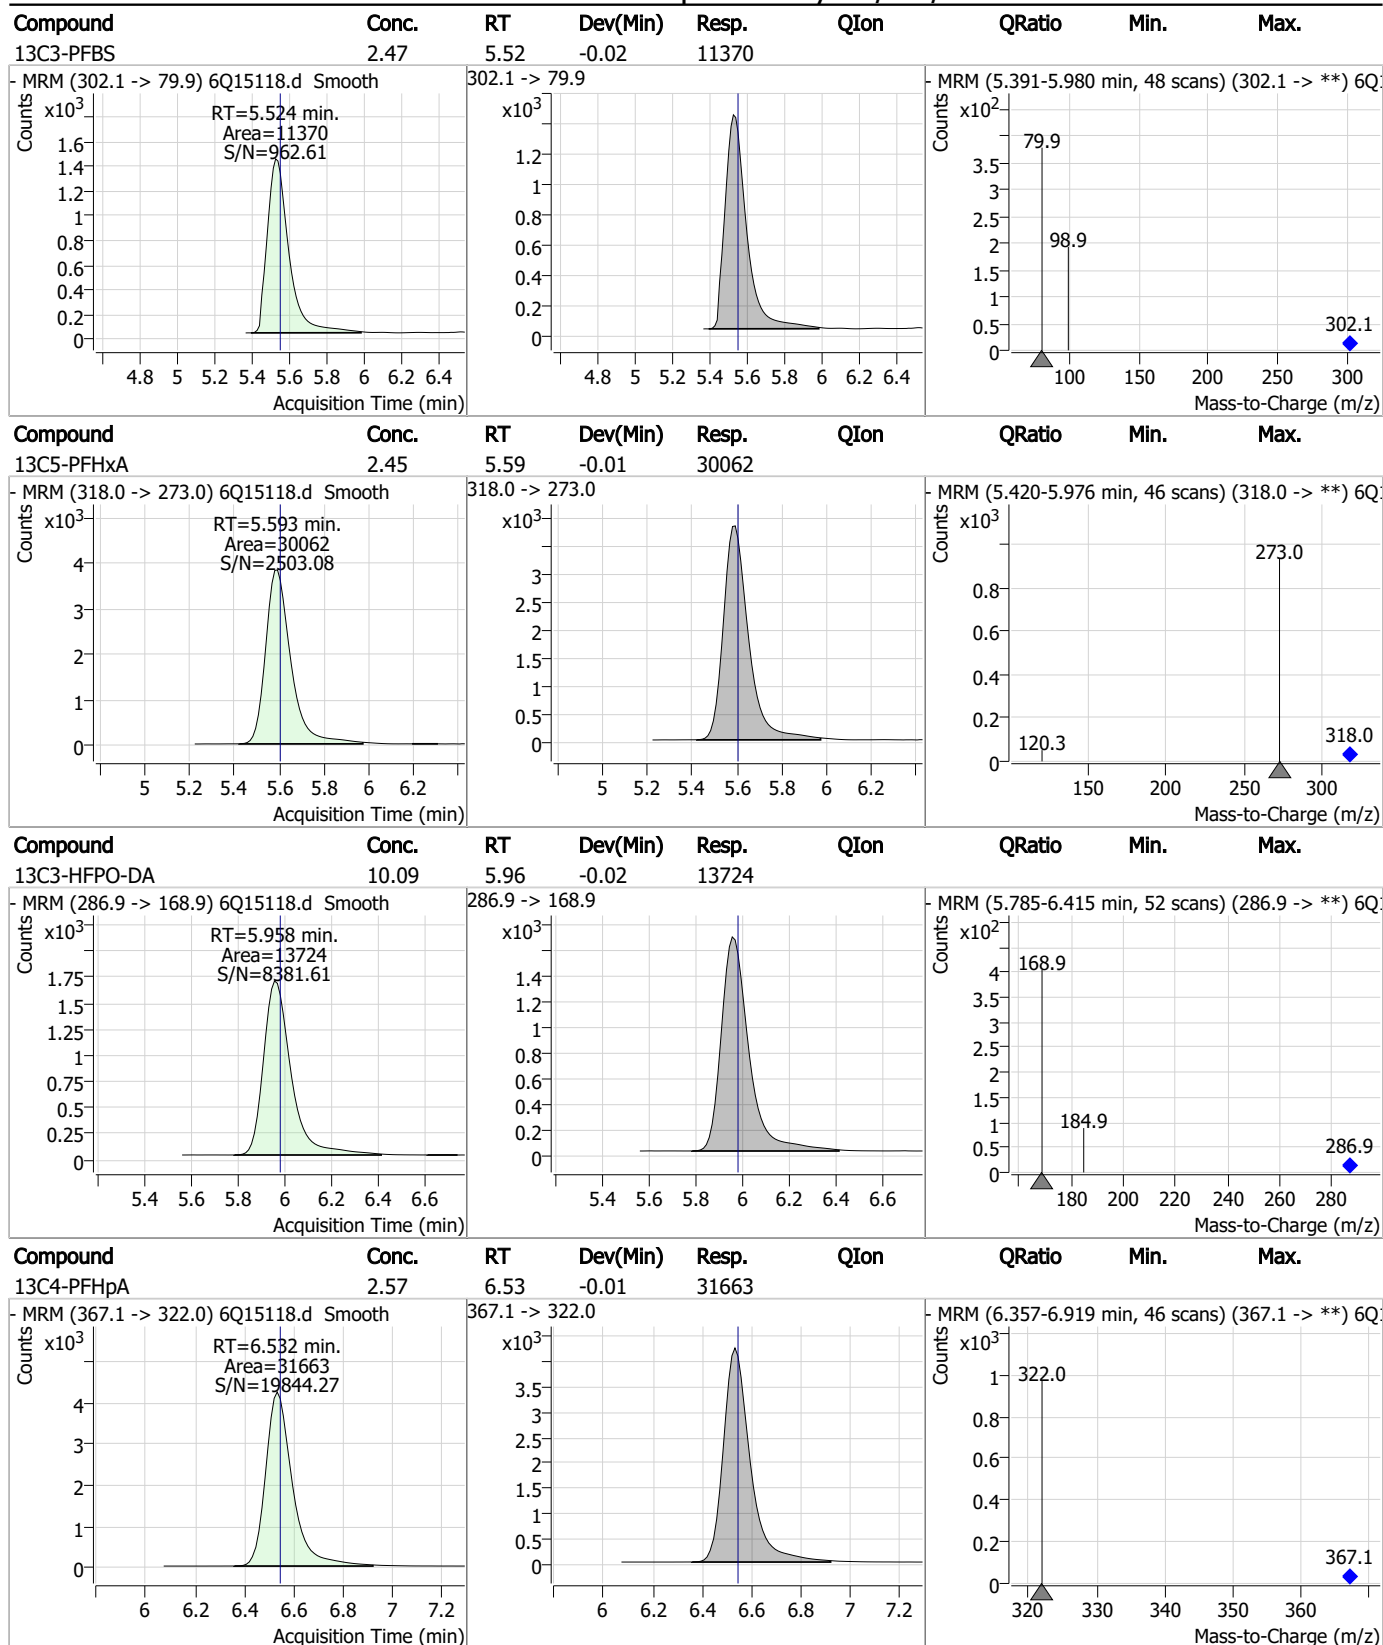 Compound Conc. RT Dev(Min) Resp. QIon QRatio Min. Max.
13C3-PFBS 2.47 5.52 -0.02 11370
- MRM (302.1 -> 79.9) 6Q15118.d Smooth
Counts
x10³
RT=5.524 min.
Area=11370
S/N=962.61
1.6
1.4
1.2
1
0.8
0.6
0.4
0.2
0
4.8 5 5.2 5.4 5.6 5.8 6 6.2 6.4
Acquisition Time (min)
302.1 -> 79.9
x10³
1.2
1
0.8
0.6
0.4
0.2
0
4.8 5 5.2 5.4 5.6 5.8 6 6.2 6.4
- MRM (5.391-5.980 min, 48 scans) (302.1 -> **) 6Q
Counts
x10²
79.9
3.5
3
2.5
2
98.9
1.5
1
0.5
302.1
0
100 150 200 250 300
Mass-to-Charge (m/z)
Compound Conc. RT Dev(Min) Resp. QIon QRatio Min. Max.
13C5-PFHxA 2.45 5.59 -0.01 30062
- MRM (318.0 -> 273.0) 6Q15118.d Smooth
Counts
x10³
RT=5.593 min.
Area=30062
S/N=2503.08
4
3
2
1
0
5 5.2 5.4 5.6 5.8 6 6.2
Acquisition Time (min)
318.0 -> 273.0
x10³
3
2.5
2
1.5
1
0.5
0
5 5.2 5.4 5.6 5.8 6 6.2
- MRM (5.420-5.976 min, 46 scans) (318.0 -> **) 6Q
Counts
x10³
273.0
0.8
0.6
0.4
0.2
120.3
318.0
0
150 200 250 300
Mass-to-Charge (m/z)
Compound Conc. RT Dev(Min) Resp. QIon QRatio Min. Max.
13C3-HFPO-DA 10.09 5.96 -0.02 13724
- MRM (286.9 -> 168.9) 6Q15118.d Smooth
Counts
x10³
RT=5.958 min.
Area=13724
S/N=8381.61
1.75
1.5
1.25
1
0.75
0.5
0.25
0
5.4 5.6 5.8 6 6.2 6.4 6.6
Acquisition Time (min)
286.9 -> 168.9
x10³
1.4
1.2
1
0.8
0.6
0.4
0.2
0
5.4 5.6 5.8 6 6.2 6.4 6.6
- MRM (5.785-6.415 min, 52 scans) (286.9 -> **) 6Q
Counts
x10²
168.9
4
3.5
3
2.5
2
1.5
1
184.9
0.5
286.9
0
180 200 220 240 260 280
Mass-to-Charge (m/z)
Compound Conc. RT Dev(Min) Resp. QIon QRatio Min. Max.
13C4-PFHpA 2.57 6.53 -0.01 31663
- MRM (367.1 -> 322.0) 6Q15118.d Smooth
Counts
x10³
RT=6.532 min.
Area=31663
S/N=19844.27
4
3
2
1
0
6 6.2 6.4 6.6 6.8 7 7.2
Acquisition Time (min)
367.1 -> 322.0
x10³
3.5
3
2.5
2
1.5
1
0.5
0
6 6.2 6.4 6.6 6.8 7 7.2
- MRM (6.357-6.919 min, 46 scans) (367.1 -> **) 6Q
Counts
x10³
1
322.0
0.8
0.6
0.4
0.2
367.1
0
320 330 340 350 360
Mass-to-Charge (m/z)